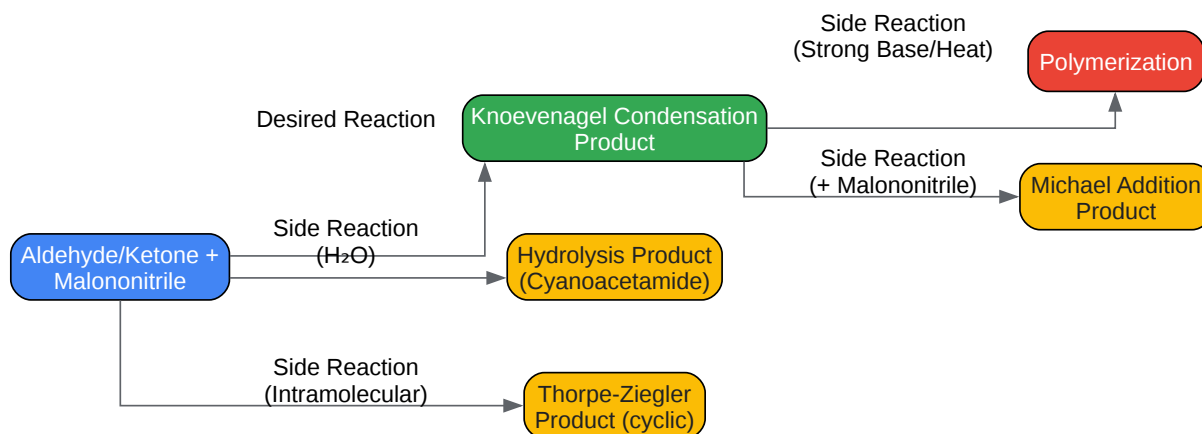 Side Reaction
(Strong Base/Heat)
Polymerization
Desired Reaction
Knoevenagel Condensation
Product
Side Reaction
(+ Malononitrile)
Michael Addition
Product
Aldehyde/Ketone +
Malononitrile
Side Reaction
(H₂O)
Hydrolysis Product
(Cyanoacetamide)
Side Reaction
(Intramolecular)
Thorpe-Ziegler
Product (cyclic)